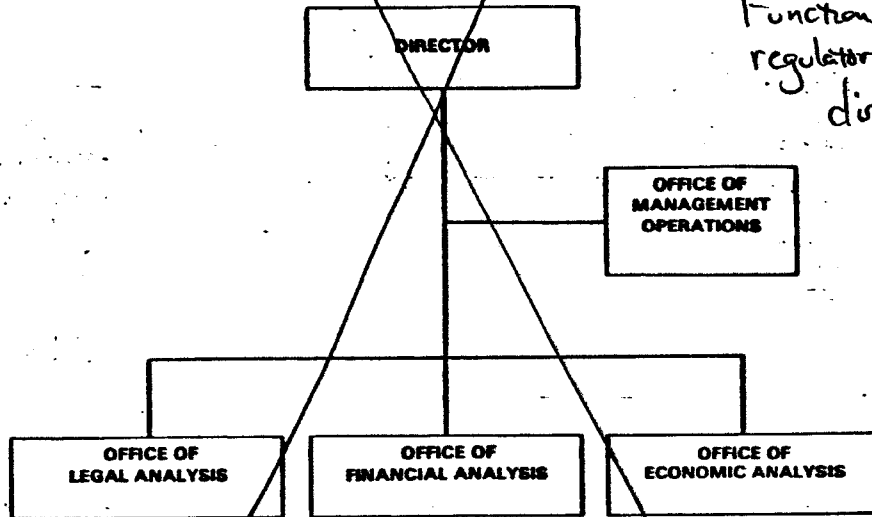 DIRECTOR
Function
regulator
OFFICE OF
MANAGEMENT
OPERATIONS
OFFICE OF
LEGAL ANALYSIS
OFFICE OF
FINANCIAL ANALYSIS
OFFICE OF
ECONOMIC ANALYSIS